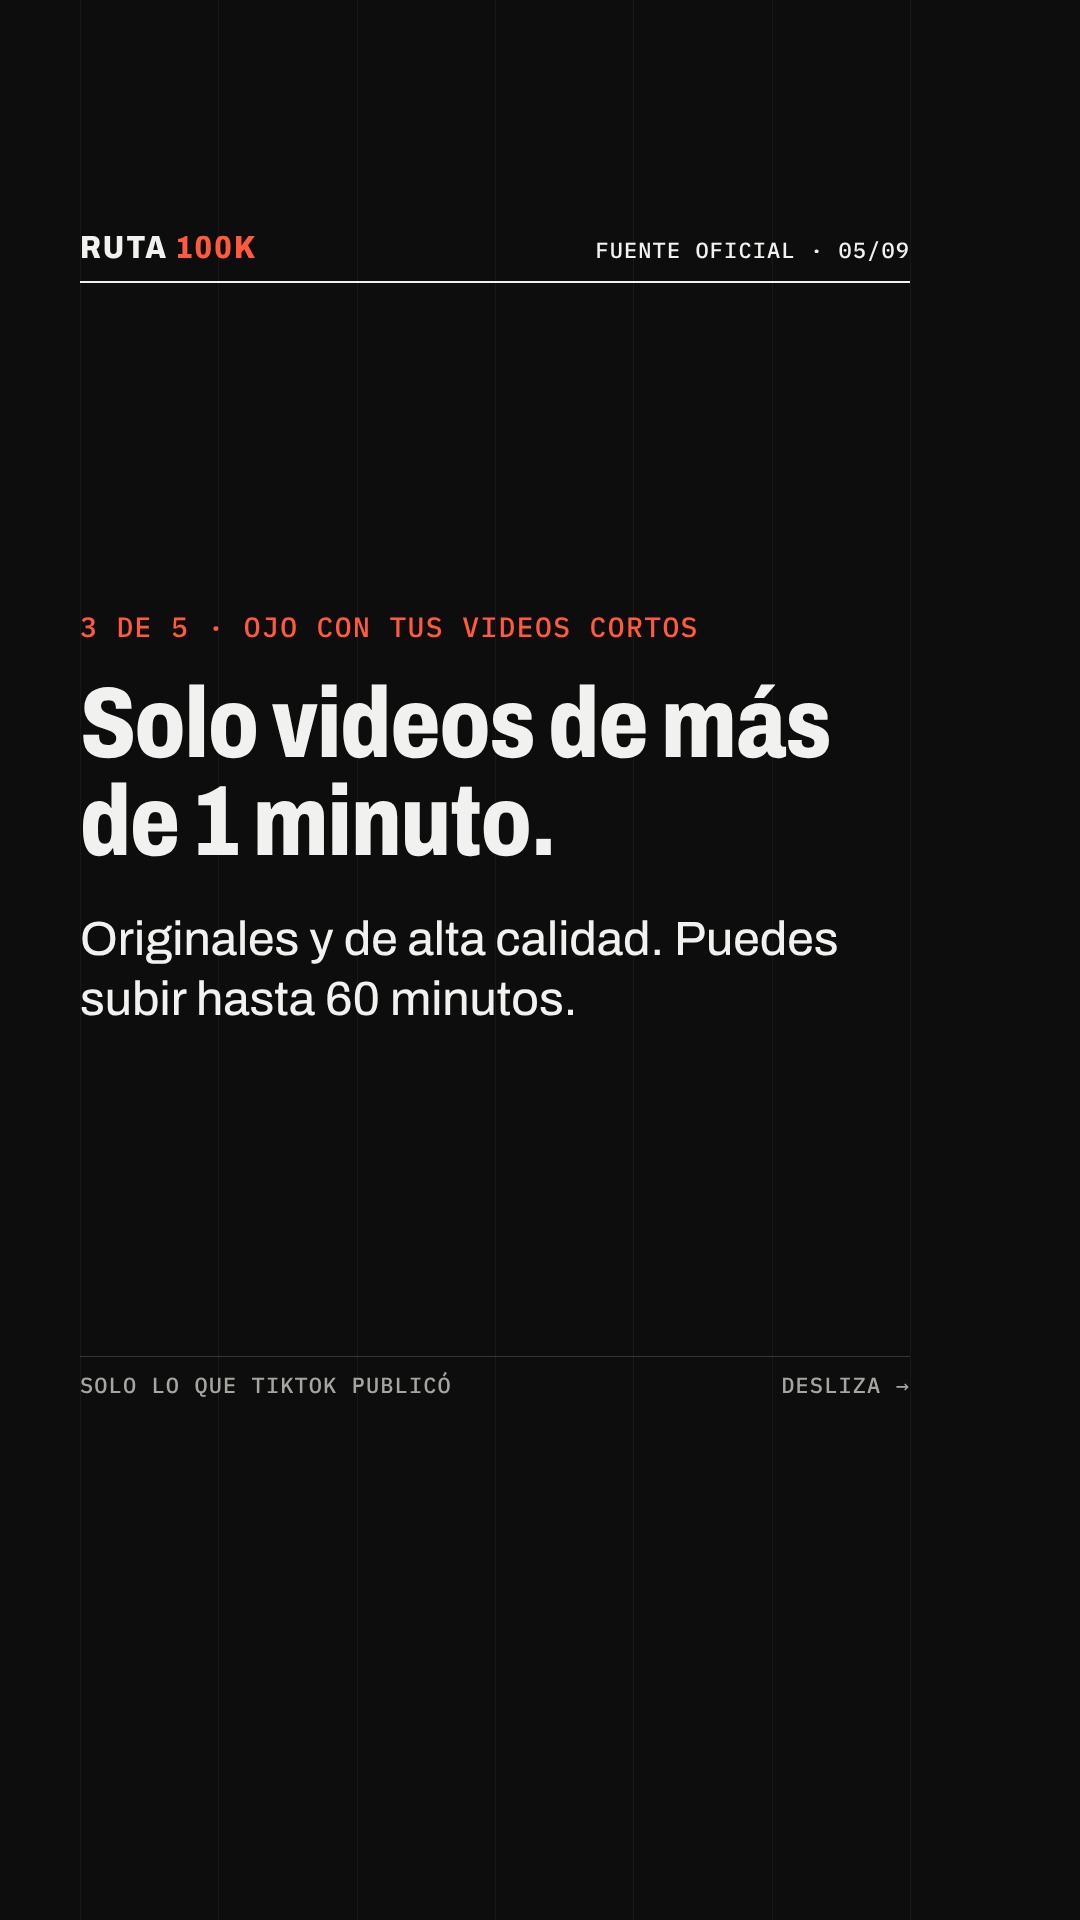 RUTA 100K
FUENTE OFICIAL · 05/09
3 DE 5 · OJO CON TUS VIDEOS CORTOS
Solo videos de más
de 1 minuto.
Originales y de alta calidad. Puedes
subir hasta 60 minutos.
SOLO LO QUE TIKTOK PUBLICÓ
DESLIZA →